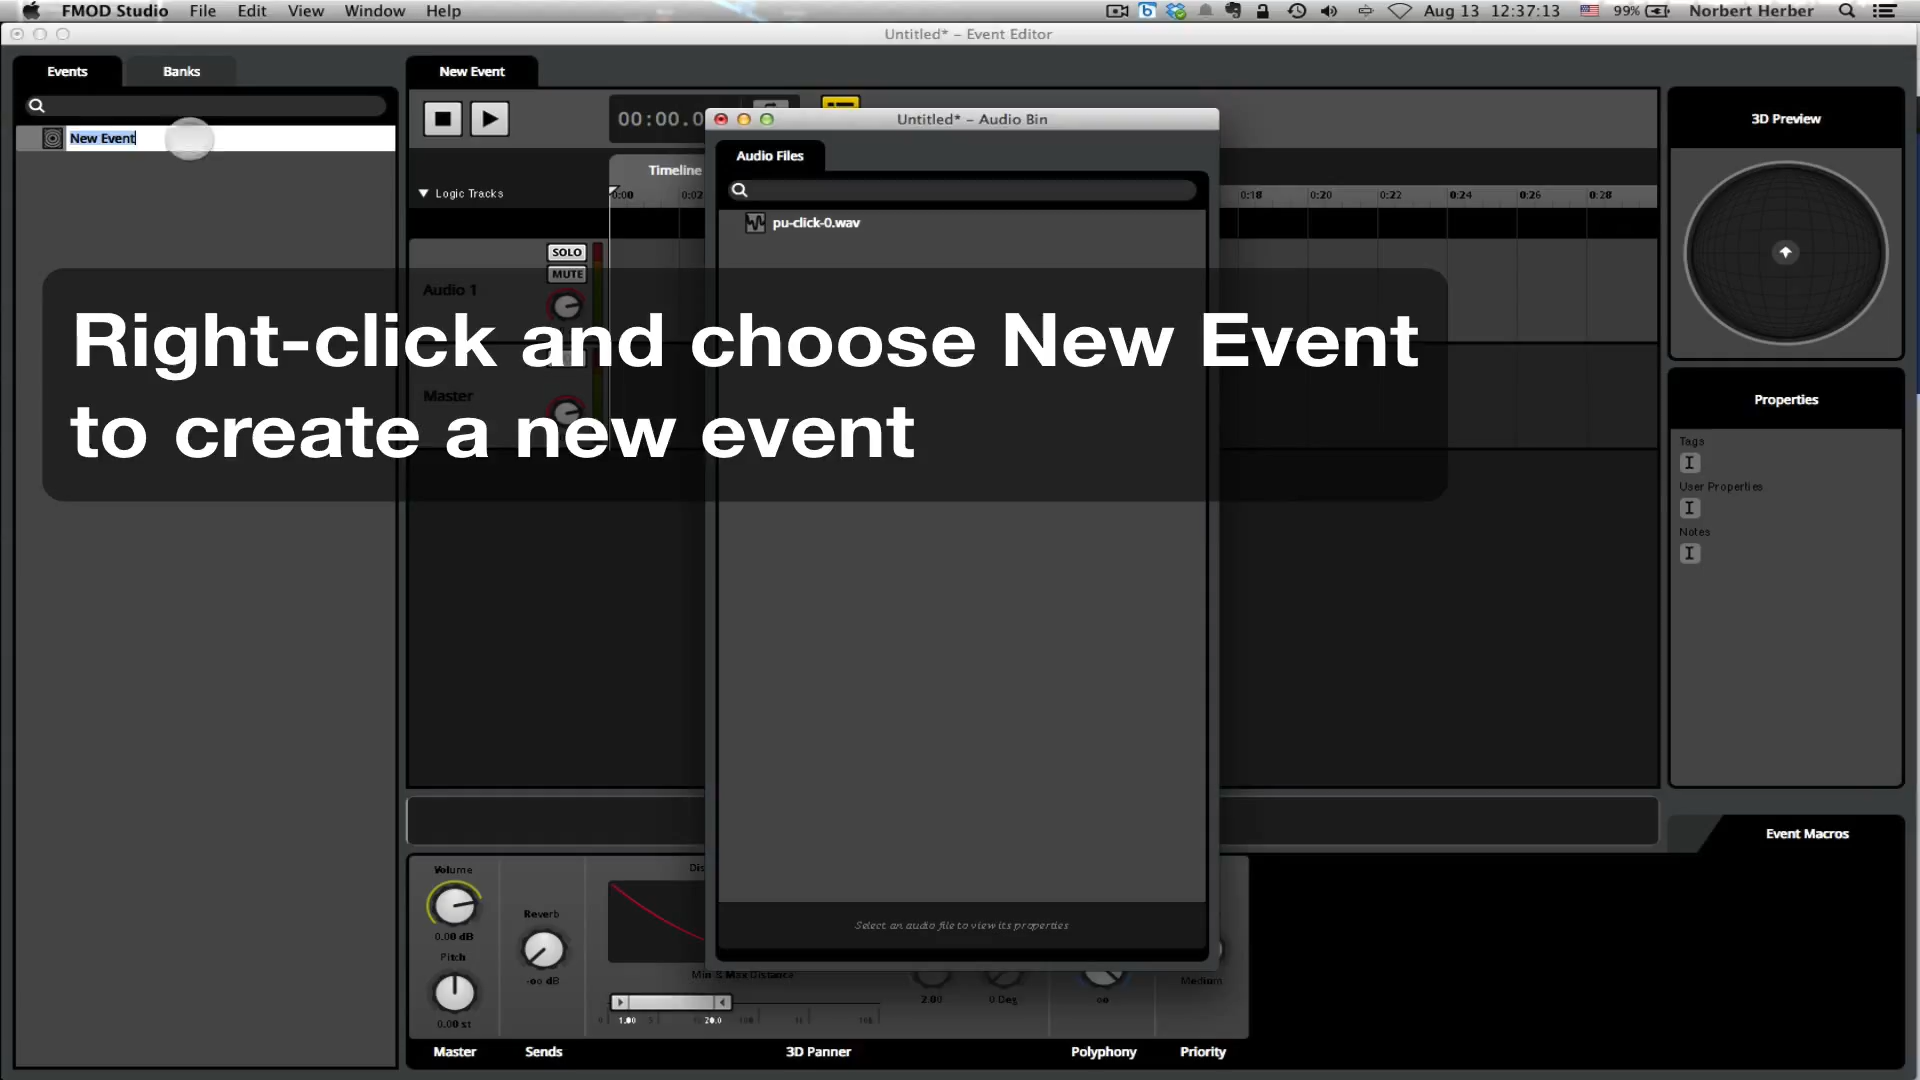 FMOD Studio File Edit View Window Help Aug 13 12:37:13 99% Norbert Herber
Untitled* – Event Editor
Events Banks
New Event
New Event
00:00.0
Timeline
Logic Tracks
0:00 0:02 0:18 0:20 0:22 0:24 0:26 0:28
SOLO
MUTE
Audio 1
Master
Untitled* – Audio Bin
Audio Files
pu-click-0.wav
Select an audio file to view its properties
Right-click and choose New Event
to create a new event
3D Preview
Properties
Tags
User Properties
Notes
Event Macros
Volume
0.00 dB
Pitch
0.00 st
Master
Reverb
-oo dB
Sends
Dis
Min & Max Distance
1.00 20.0
2.00 0 Deg
3D Panner
oo
Polyphony
Medium
Priority